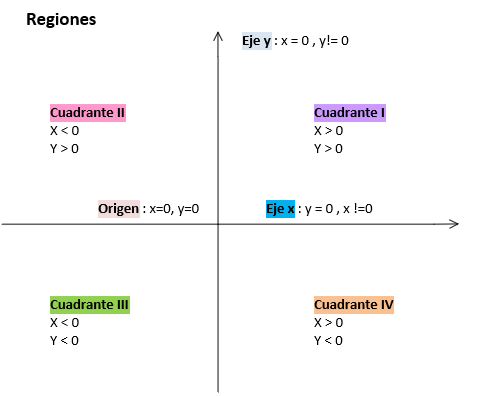 Regiones
Eje y : x = 0 , y!= 0
Cuadrante II
X < 0
Y > 0
Cuadrante I
X > 0
Y > 0
Origen : x=0, y=0
Eje x : y = 0 , x !=0
Cuadrante III
X < 0
Y < 0
Cuadrante IV
X > 0
Y < 0